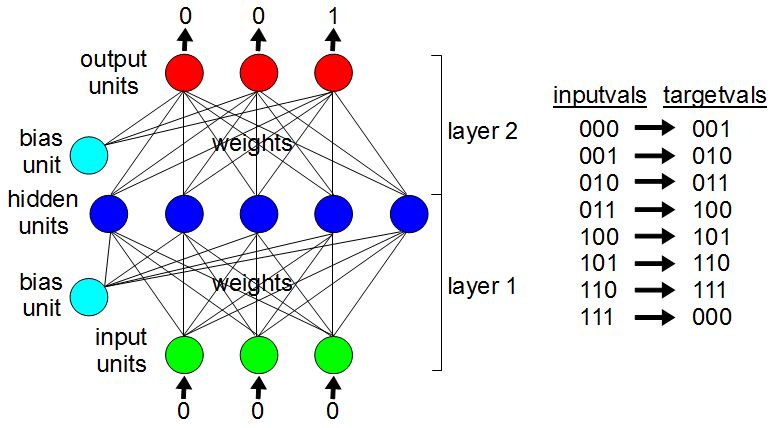 0 0 1
output
units
bias
unit
weights
layer 2
hidden
units
bias
unit
weights
layer 1
input
units
0 0 0
inputvals targetvals
000 001
001 010
010 011
011 100
100 101
101 110
110 111
111 000